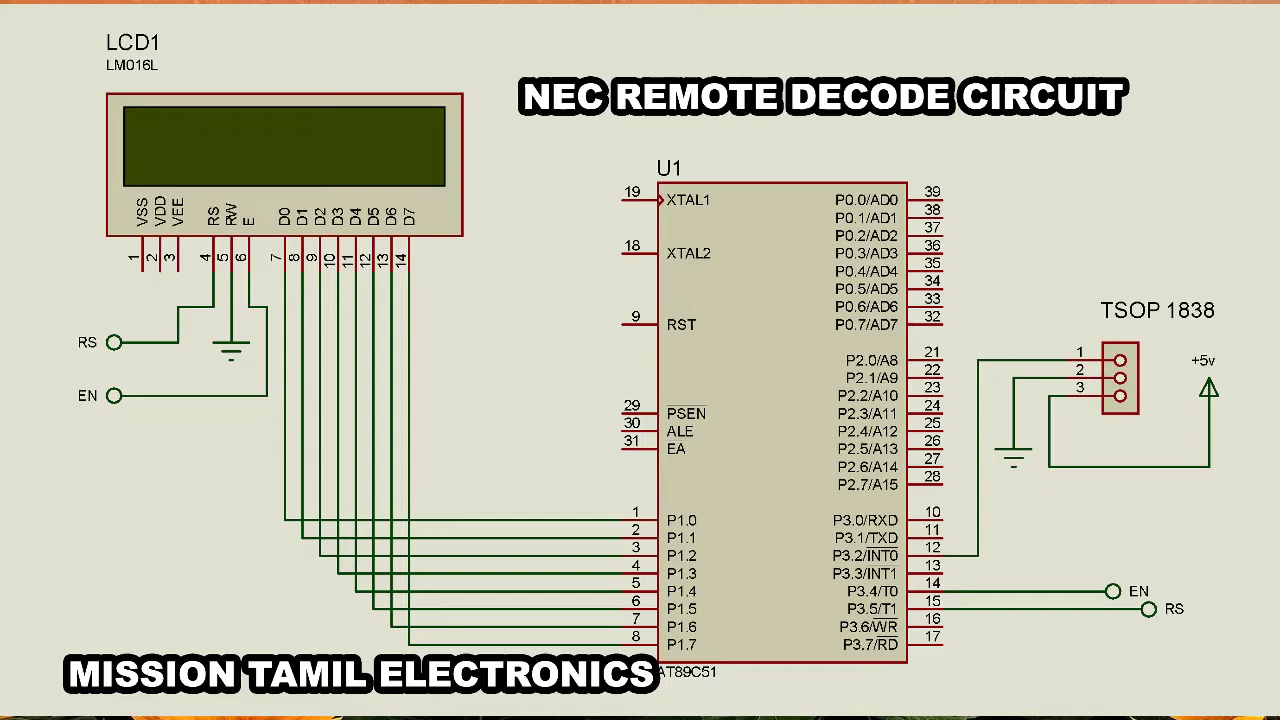 LCD1
LM016L
NEC REMOTE DECODE CIRCUIT
VSS
VDD
VEE
RS
RW
E
D0
D1
D2
D3
D4
D5
D6
D7
1
2
3
4
5
6
7
8
9
10
11
12
13
14
RS
EN
U1
19 XTAL1
18 XTAL2
9 RST
29 PSEN
30 ALE
31 EA
1 P1.0
2 P1.1
3 P1.2
4 P1.3
5 P1.4
6 P1.5
7 P1.6
8 P1.7
P0.0/AD0 39
P0.1/AD1 38
P0.2/AD2 37
P0.3/AD3 36
P0.4/AD4 35
P0.5/AD5 34
P0.6/AD6 33
P0.7/AD7 32
P2.0/A8 21
P2.1/A9 22
P2.2/A10 23
P2.3/A11 24
P2.4/A12 25
P2.5/A13 26
P2.6/A14 27
P2.7/A15 28
P3.0/RXD 10
P3.1/TXD 11
P3.2/INT0 12
P3.3/INT1 13
P3.4/T0 14
P3.5/T1 15
P3.6/WR 16
P3.7/RD 17
AT89C51
TSOP 1838
1
2
3
+5v
EN
RS
MISSION TAMIL ELECTRONICS